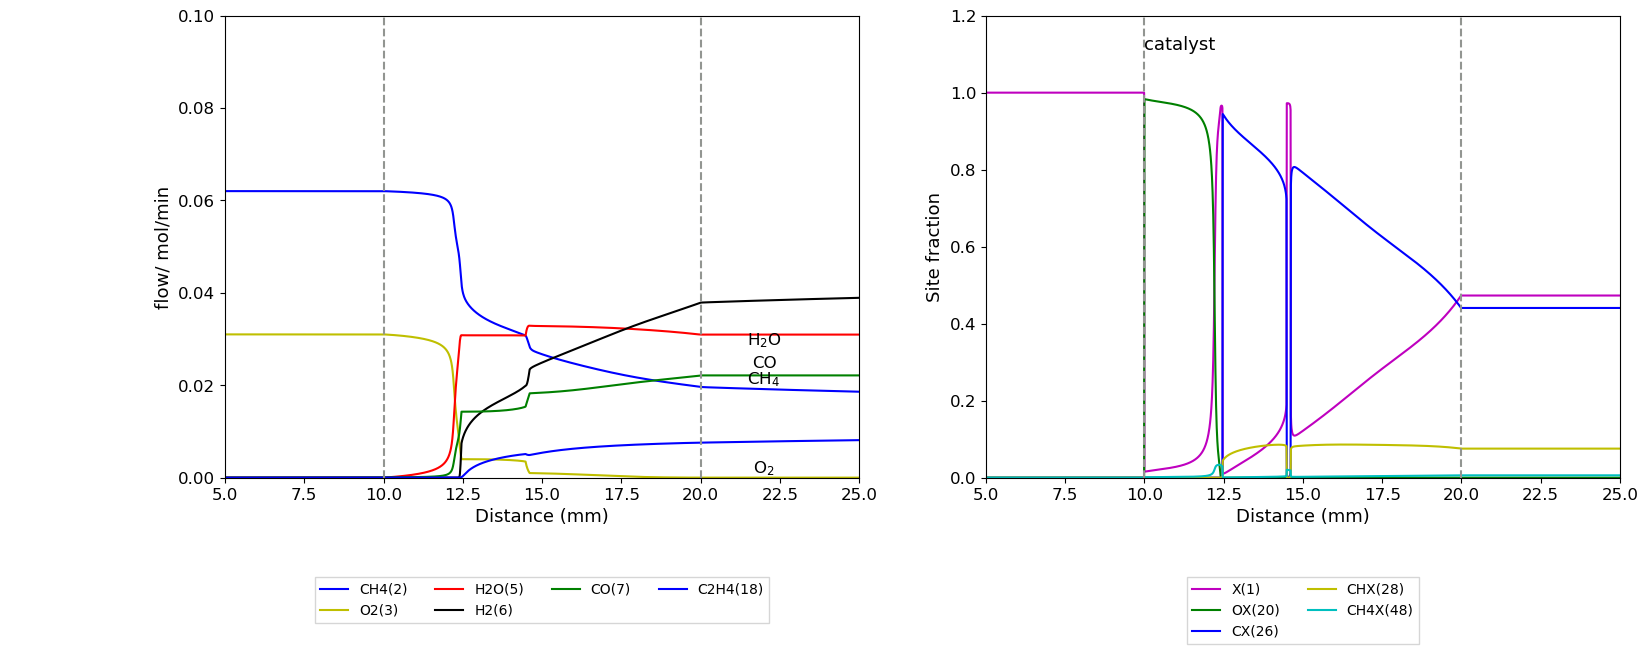 0.10
0.08
0.06
0.04
0.02
0.00
flow/ mol/min
H₂O
CO
CH₄
O₂
5.0 7.5 10.0 12.5 15.0 17.5 20.0 22.5 25.0
Distance (mm)
CH4(2) H2O(5) CO(7) C2H4(18)
O2(3) H2(6)
1.2
1.0
0.8
0.6
0.4
0.2
0.0
Site fraction
catalyst
5.0 7.5 10.0 12.5 15.0 17.5 20.0 22.5 25.0
Distance (mm)
X(1) CHX(28)
OX(20) CH4X(48)
CX(26)